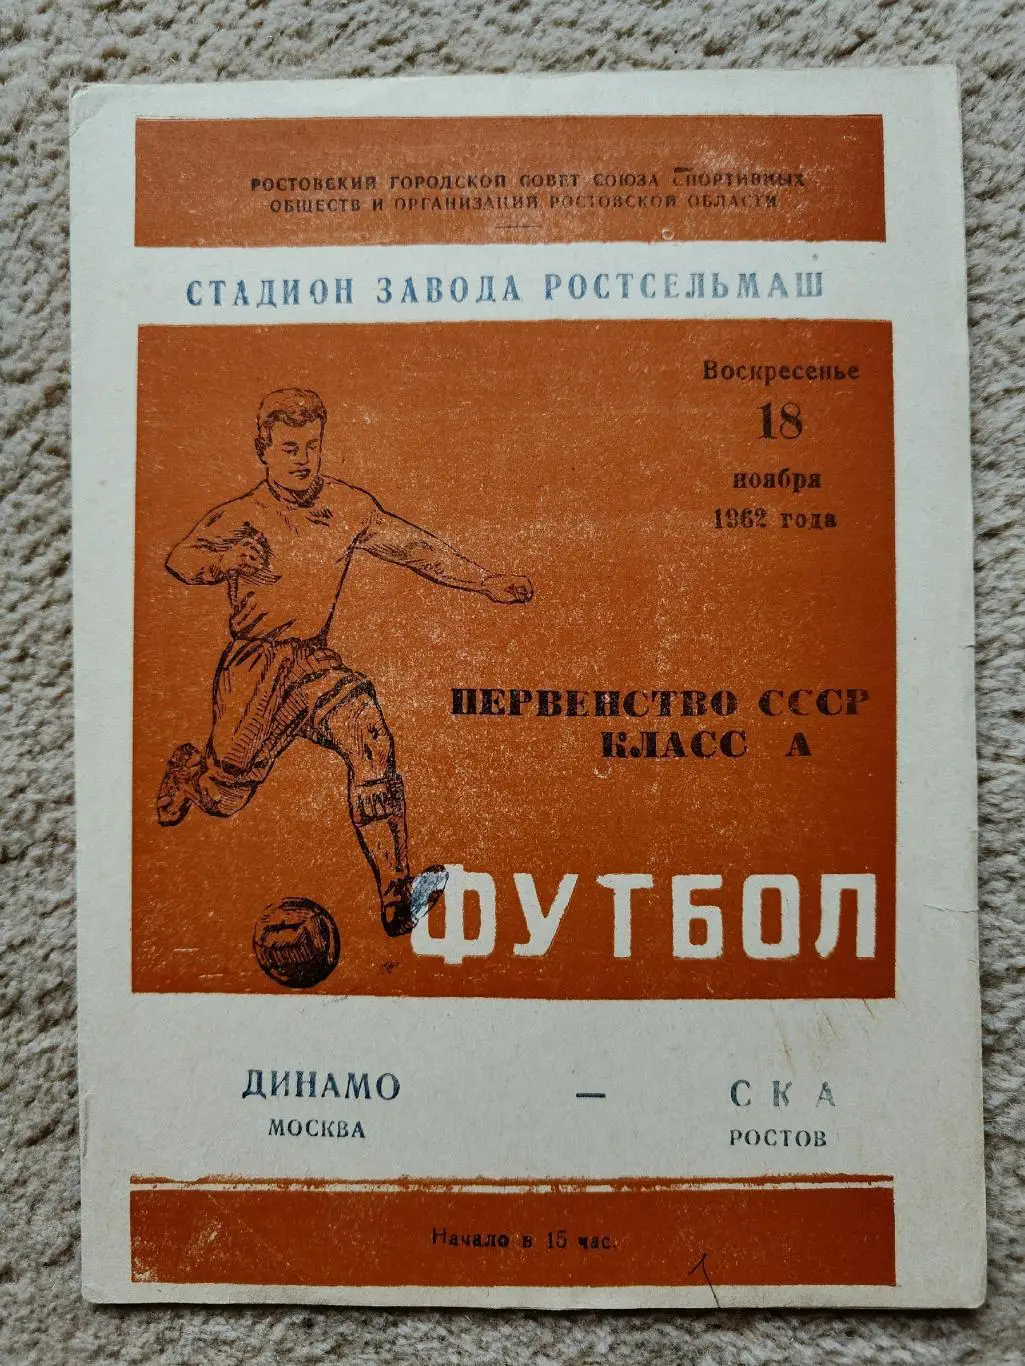 РОСТОВСКИЙ ГОРОДСКОЙ СОВЕТ СОЮЗА СПОРТИВНЫХ
ОБЩЕСТВ И ОРГАНИЗАЦИЙ РОСТОВСКОЙ ОБЛАСТИ
СТАДИОН ЗАВОДА РОСТСЕЛЬМАШ
Воскресенье
18
ноября
1962 года
ПЕРВЕНСТВО СССР
КЛАСС А
ФУТБОЛ
ДИНАМО — СКА
МОСКВА РОСТОВ
Начало в 15 час.